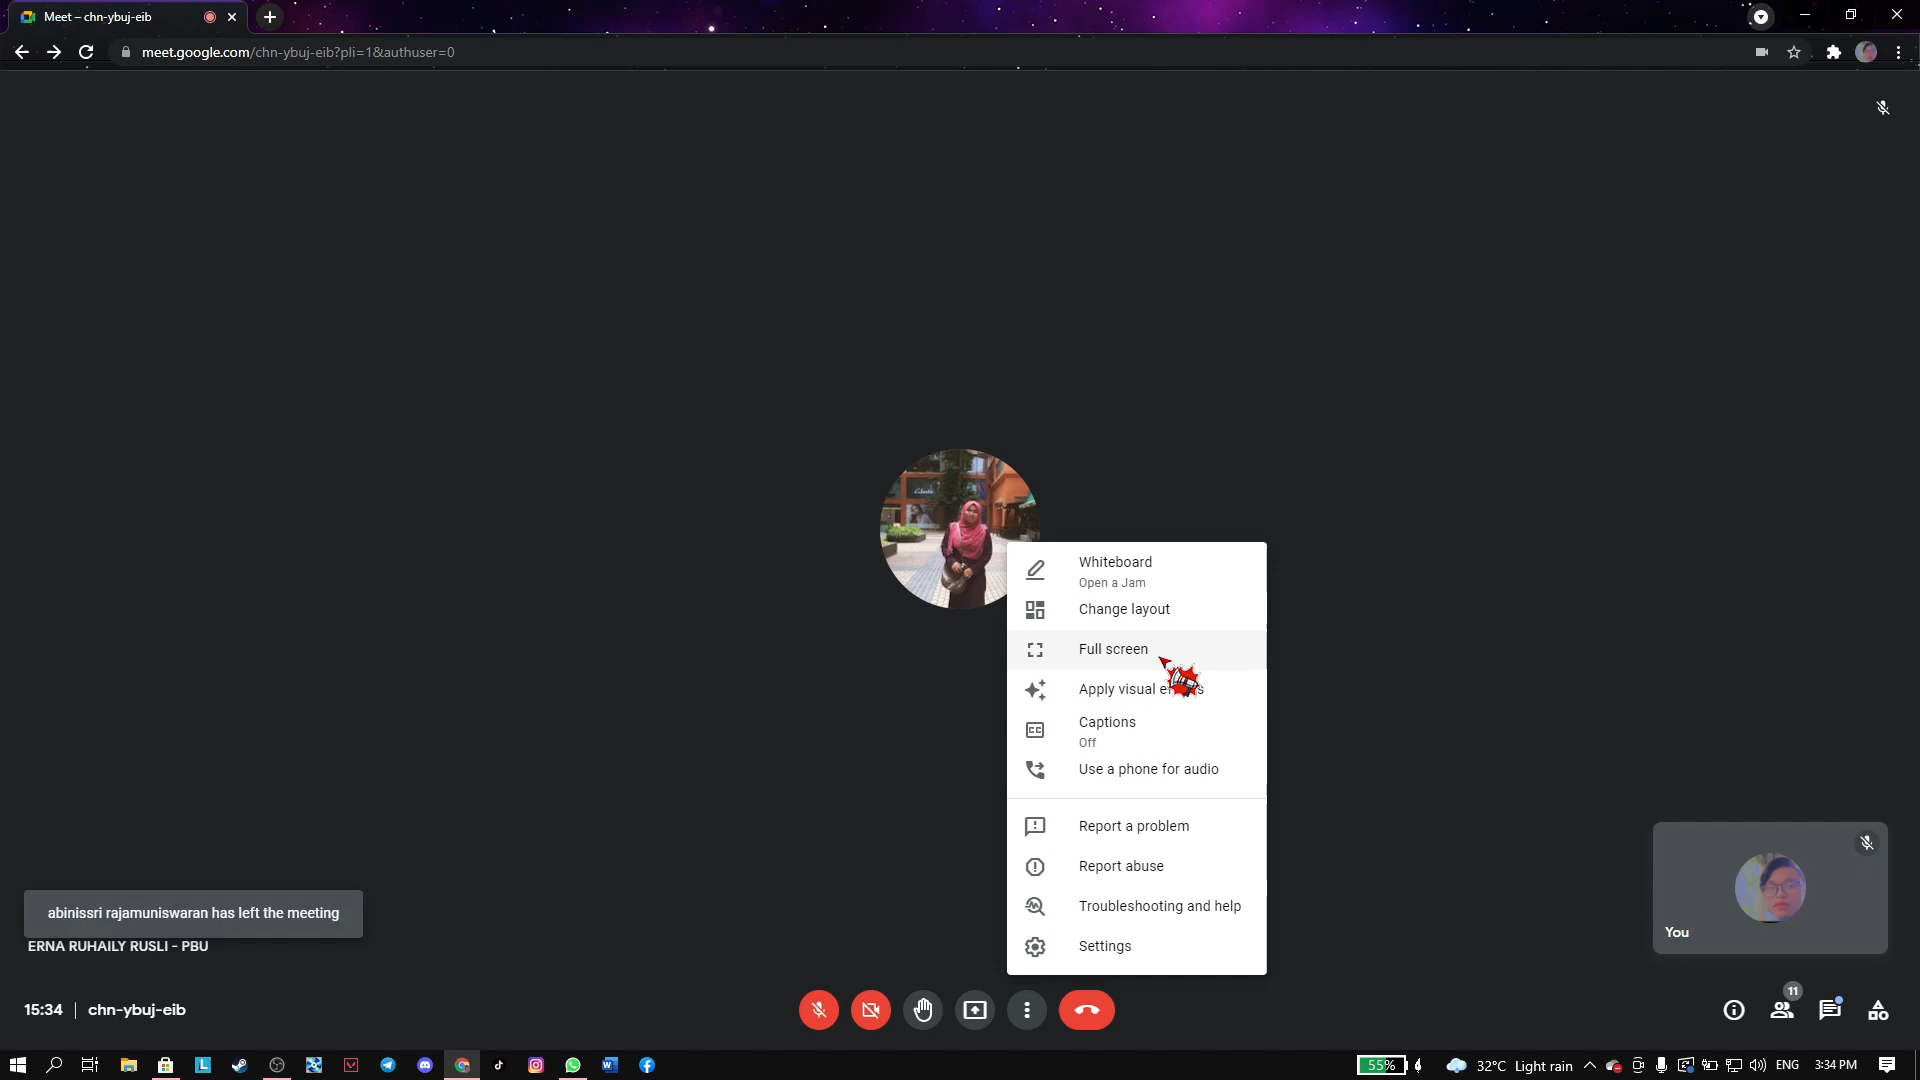 Meet – chn-ybuj-eib
meet.google.com/chn-ybuj-eib?pli=1&authuser=0
Whiteboard
Open a Jam
Change layout
Full screen
Apply visual
Captions
Off
Use a phone for audio
Report a problem
Report abuse
Troubleshooting and help
Settings
abinissri rajamuniswaran has left the meeting
ERNA RUHAILY RUSLI - PBU
You
15:34 | chn-ybuj-eib
11
55%
32°C Light rain
ENG
3:34 PM